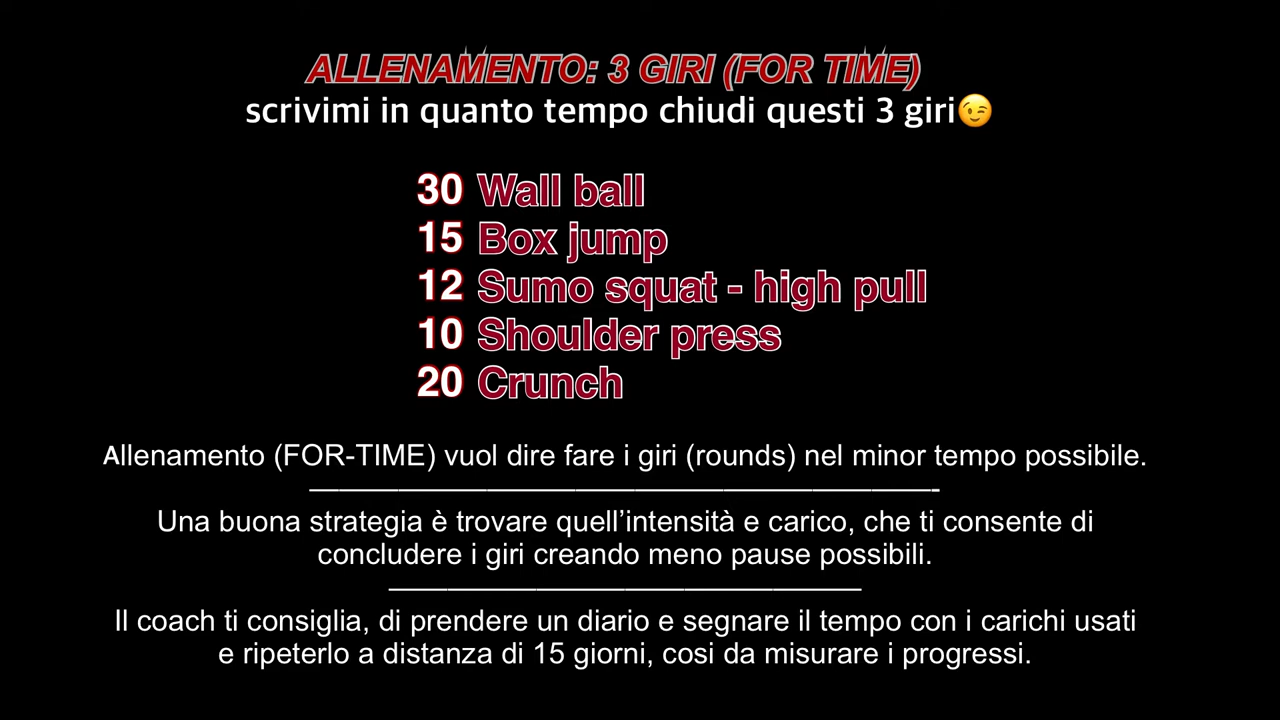 ALLENAMENTO: 3 GIRI (FOR TIME)
scrivimi in quanto tempo chiudi questi 3 giri😉
30 Wall ball
15 Box jump
12 Sumo squat - high pull
10 Shoulder press
20 Crunch
Allenamento (FOR-TIME) vuol dire fare i giri (rounds) nel minor tempo possibile.
—————————————————————-
Una buona strategia è trovare quell’intensità e carico, che ti consente di
concludere i giri creando meno pause possibili.
————————————————
Il coach ti consiglia, di prendere un diario e segnare il tempo con i carichi usati
e ripeterlo a distanza di 15 giorni, cosi da misurare i progressi.